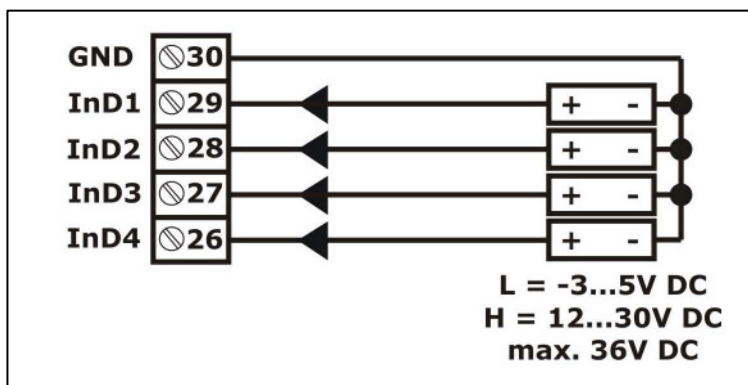 GND 30
InD1 29 + -
InD2 28 + -
InD3 27 + -
InD4 26 + -
L = -3...5V DC
H = 12...30V DC
max. 36V DC